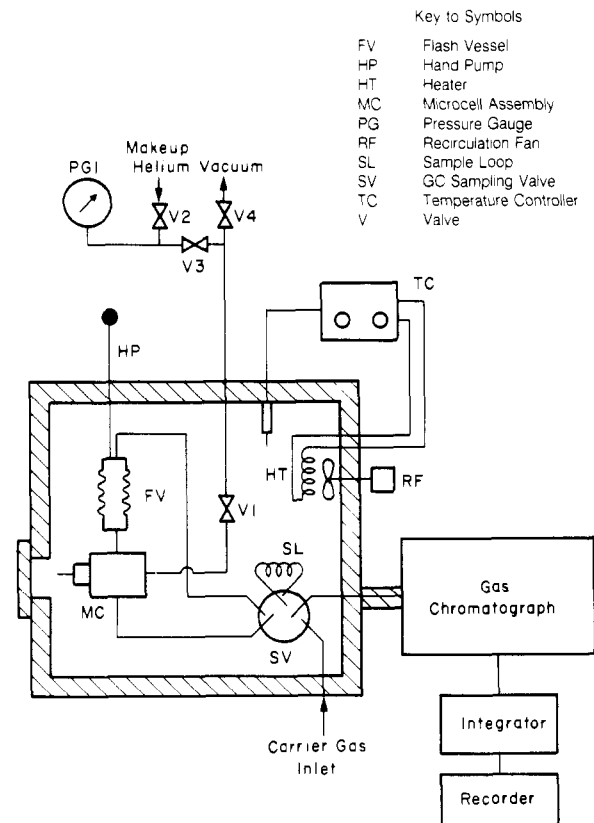 Key to Symbols
FV Flash Vessel
HP Hand Pump
HT Heater
MC Microcell Assembly
PG Pressure Gauge
RF Recirculation Fan
SL Sample Loop
SV GC Sampling Valve
TC Temperature Controller
V Valve
Makeup
Helium Vacuum
PG1
V2
V4
V3
TC
HP
HT
RF
FV
V1
SL
MC
SV
Gas
Chromatograph
Carrier Gas
Inlet
Integrator
Recorder